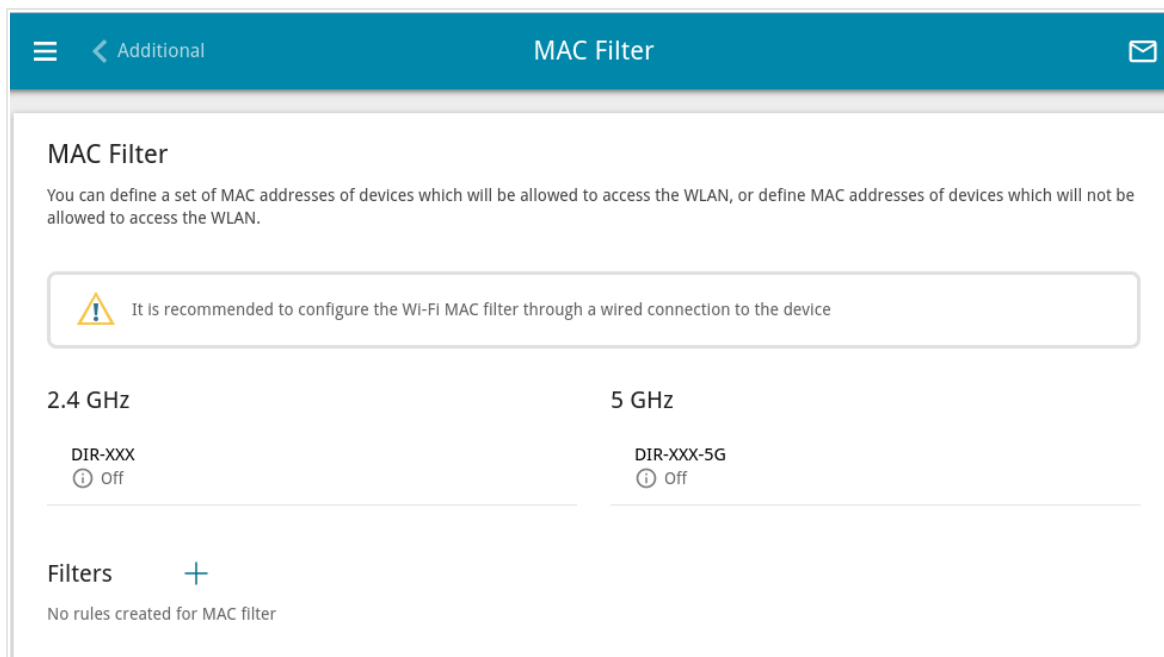 Additional
MAC Filter
MAC Filter
You can define a set of MAC addresses of devices which will be allowed to access the WLAN, or define MAC addresses of devices which will not be
allowed to access the WLAN.
It is recommended to configure the Wi-Fi MAC filter through a wired connection to the device
2.4 GHz
DIR-XXX
Off
5 GHz
DIR-XXX-5G
Off
Filters
No rules created for MAC filter